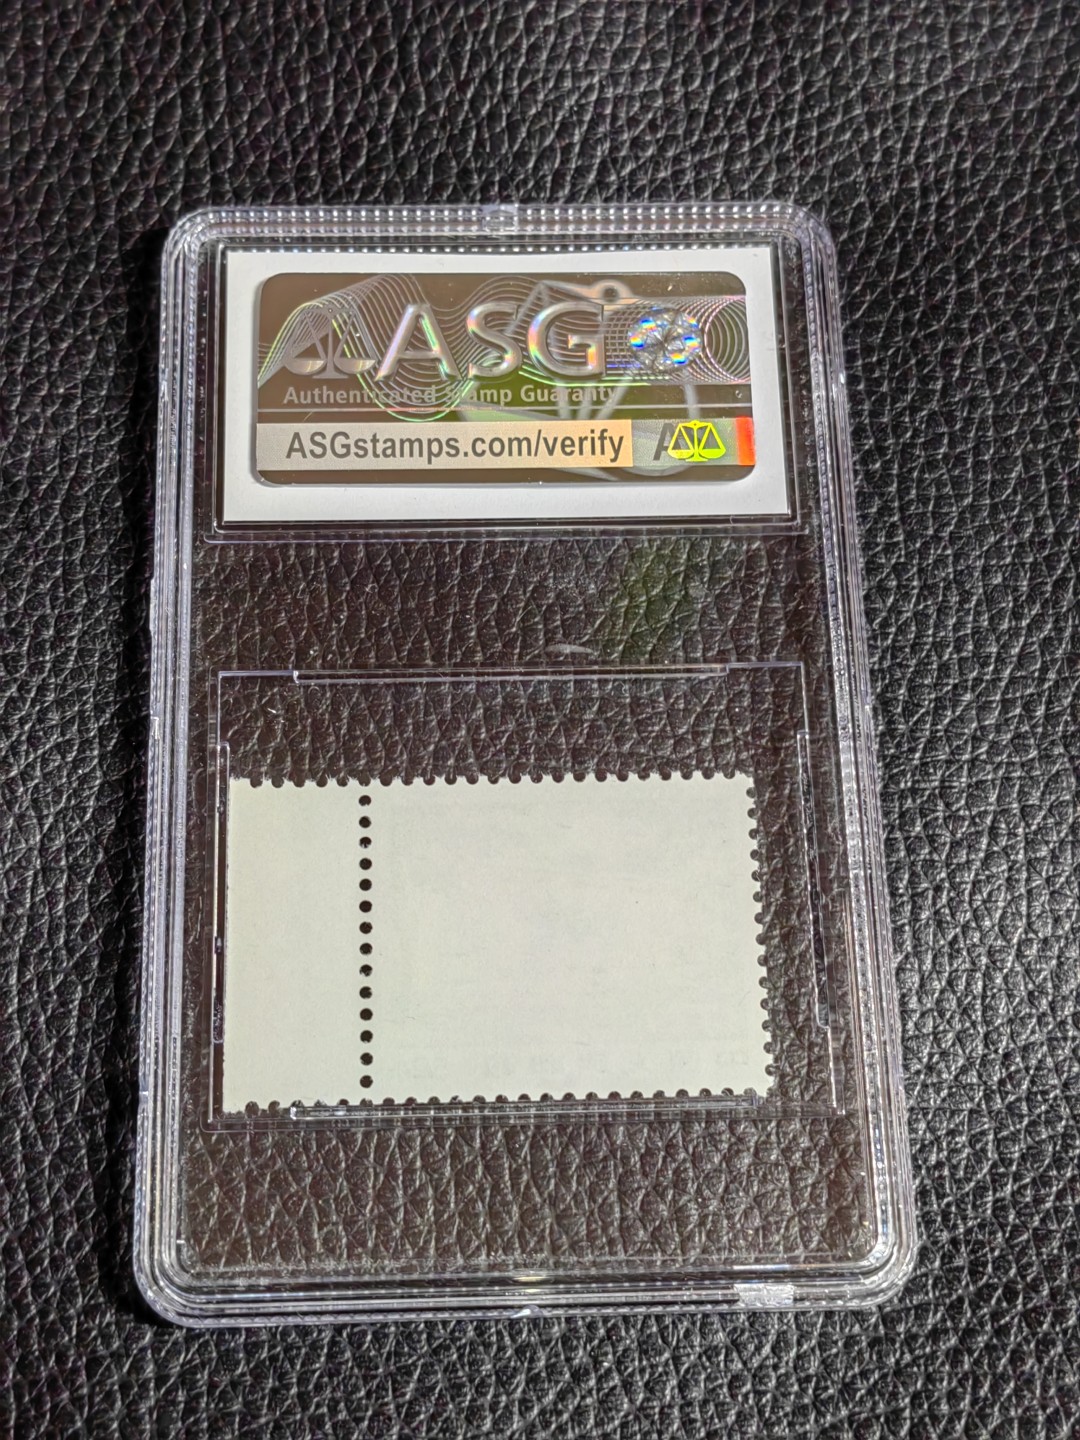 ASG
Authenticated Stamp Guaranty
ASGstamps.com/verify